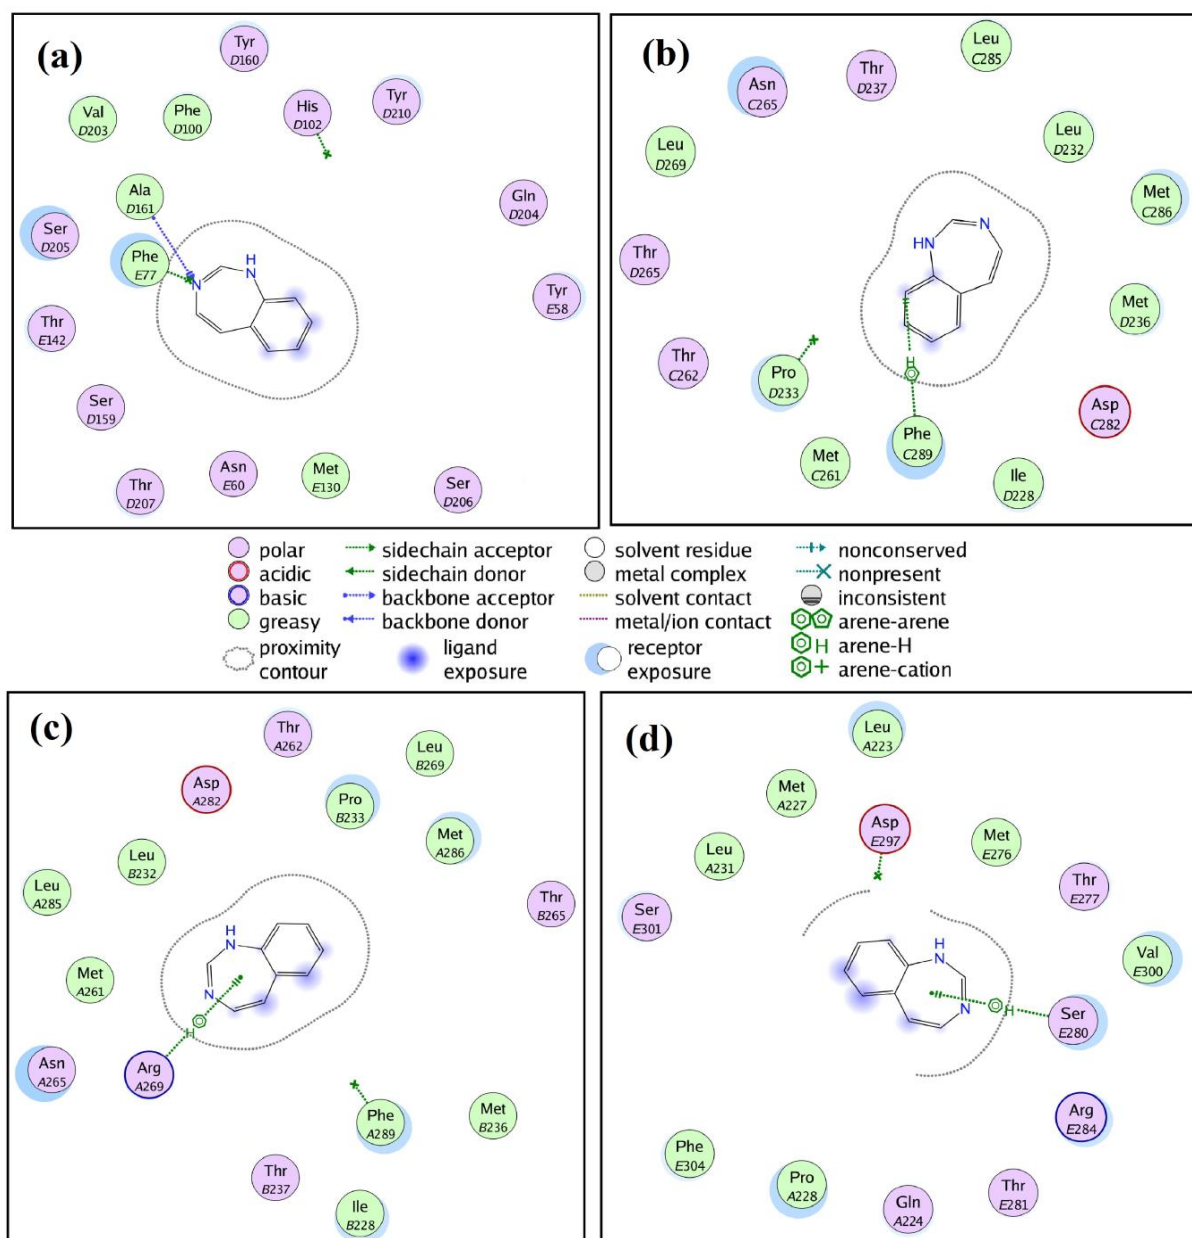 (a)
Tyr
D160
Val
D203
Phe
D100
His
D102
Tyr
D210
Ala
D161
Gln
D204
Ser
D205
Phe
E77
H
N
N
Tyr
E58
Thr
E142
Ser
D159
Thr
D207
Asn
E60
Met
E130
Ser
D206
(b)
Leu
C285
Asn
C265
Thr
D237
Leu
D232
Leu
D269
Met
C286
HN
N
Thr
D265
Met
D236
Thr
C262
Pro
D233
H
Asp
C282
Phe
C289
Met
C261
Ile
D228
polar
acidic
basic
greasy
proximity
contour
sidechain acceptor
sidechain donor
backbone acceptor
backbone donor
ligand
exposure
solvent residue
metal complex
solvent contact
metal/ion contact
receptor
exposure
nonconserved
nonpresent
inconsistent
arene-arene
H arene-H
+ arene-cation
(c)
Thr
A262
Leu
B269
Asp
A282
Pro
B233
Met
A286
Leu
B232
Leu
A285
Thr
B265
H
N
N
Met
A261
H
Asn
A265
Arg
A269
Phe
A289
Met
B236
Thr
B237
Ile
B228
(d)
Leu
A223
Met
A227
Asp
E297
Met
E276
Leu
A231
Thr
E277
Ser
E301
H
N
N
Val
E300
H
Ser
E280
Arg
E284
Phe
E304
Pro
A228
Gln
A224
Thr
E281